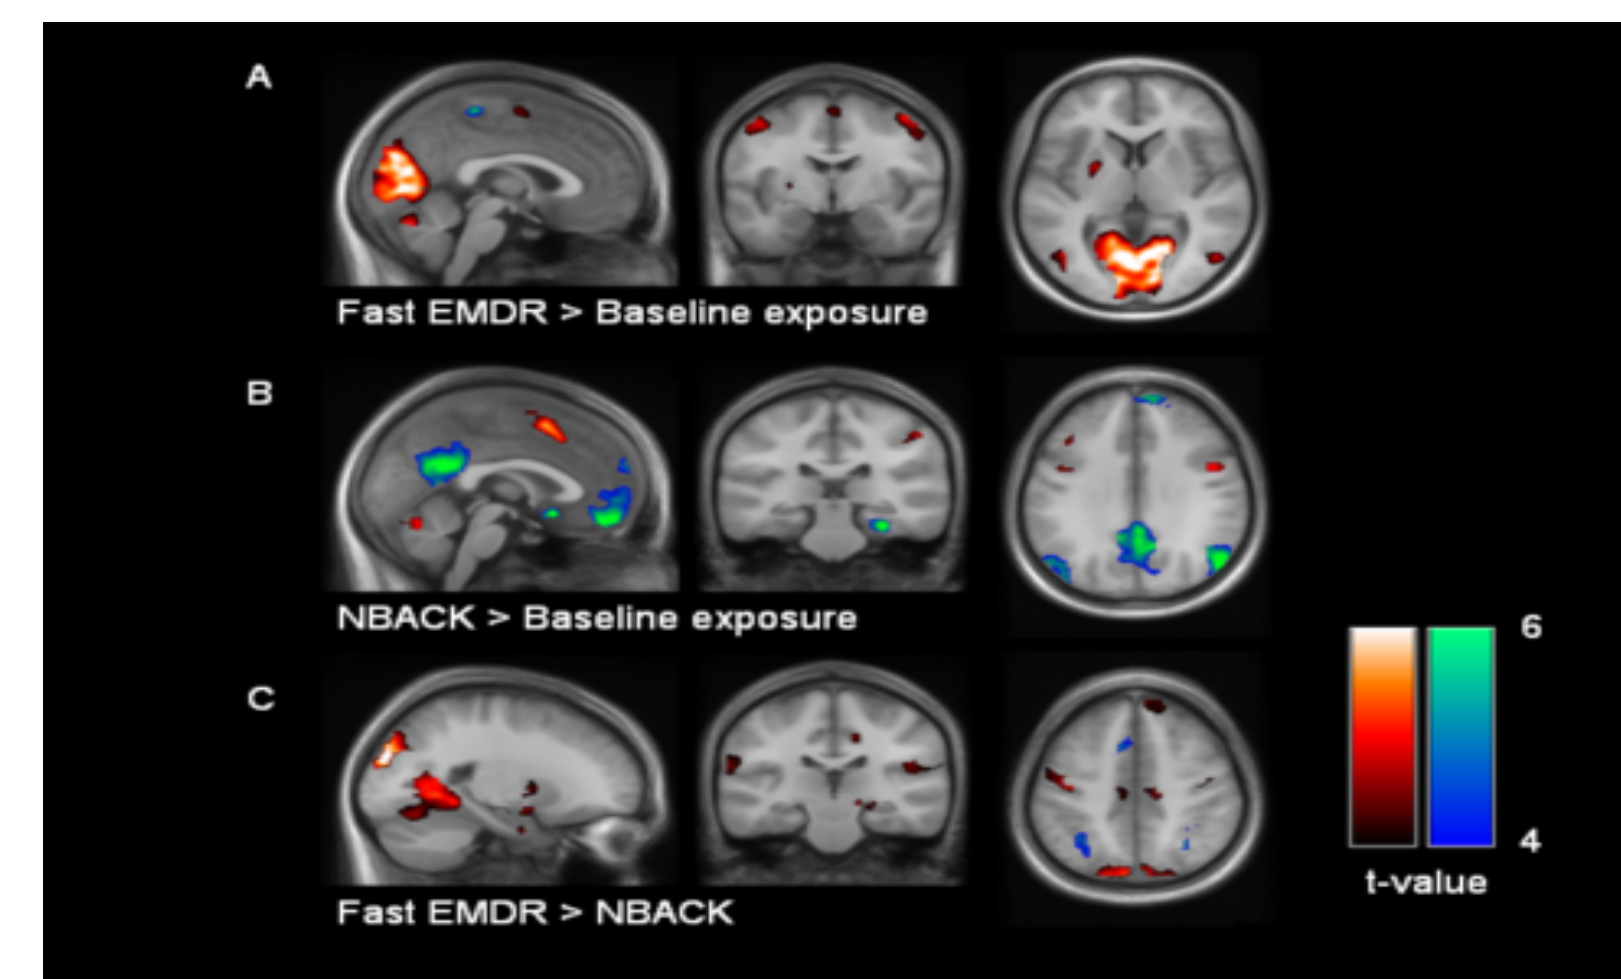 A
Fast EMDR > Baseline exposure
B
NBACK > Baseline exposure
C
Fast EMDR > NBACK
6
4
t-value